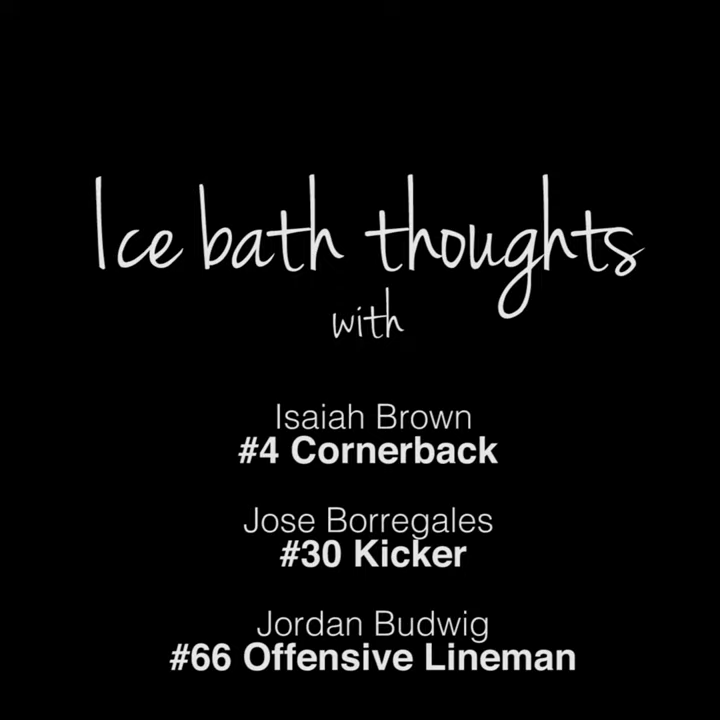 Ice bath thoughts
with
Isaiah Brown
#4 Cornerback
Jose Borregales
#30 Kicker
Jordan Budwig
#66 Offensive Lineman